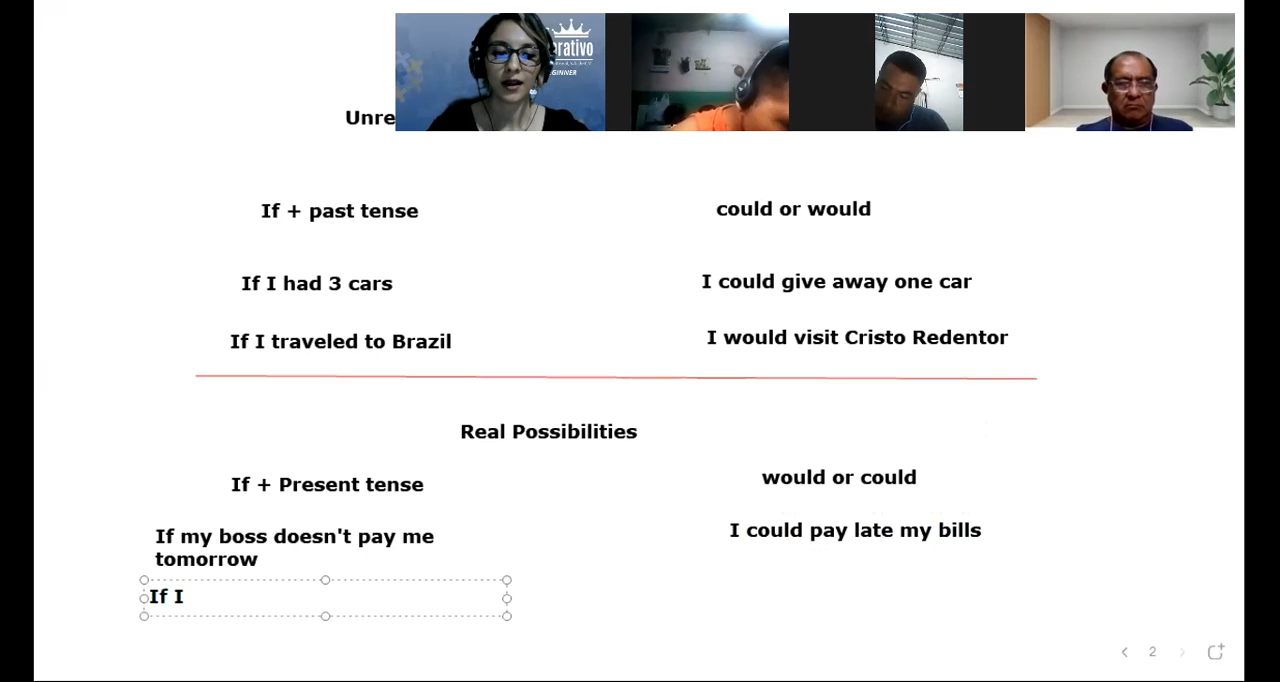 Unre
If + past tense
could or would
If I had 3 cars
I could give away one car
If I traveled to Brazil
I would visit Cristo Redentor
Real Possibilities
If + Present tense
would or could
If my boss doesn't pay me
tomorrow
I could pay late my bills
If I
2